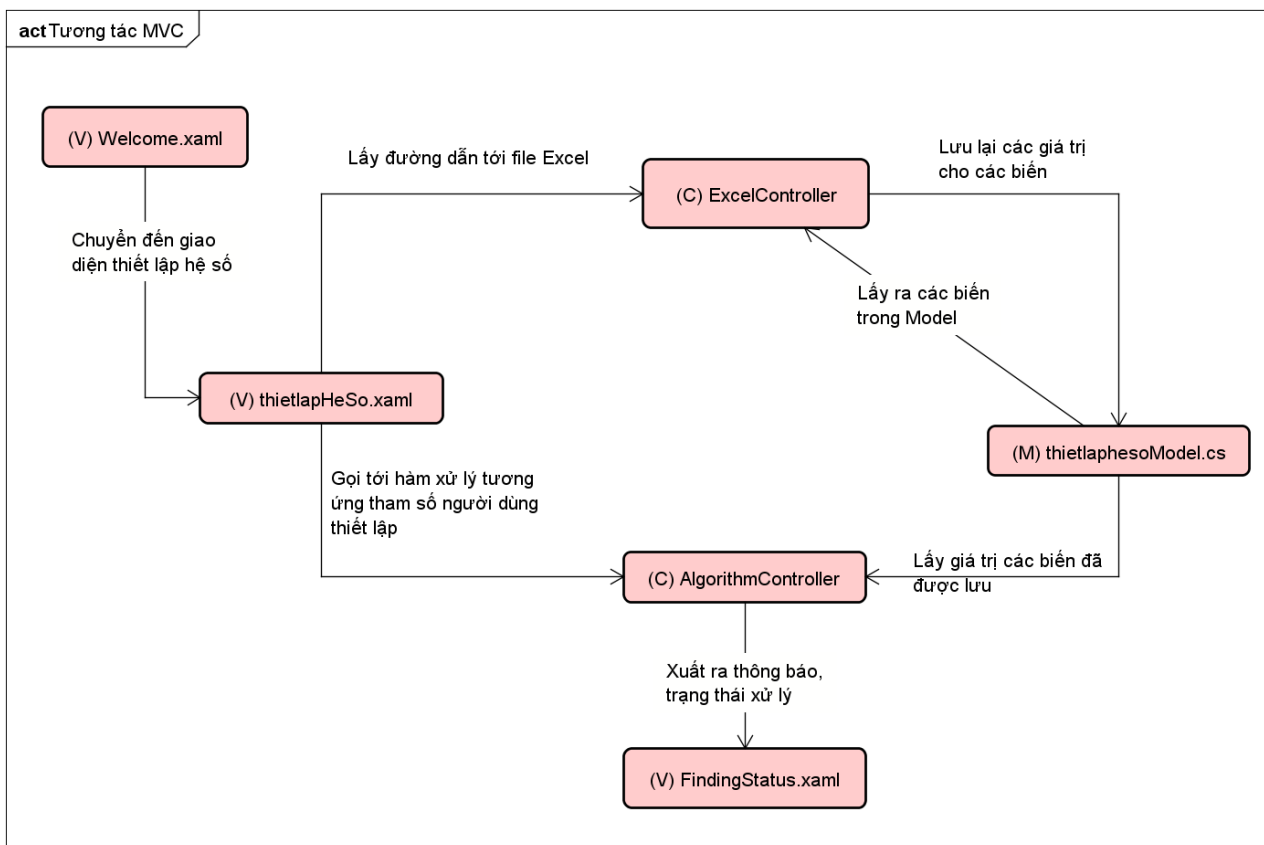 act Tương tác MVC
(V) Welcome.xaml
Lấy đường dẫn tới file Excel
Lưu lại các giá trị
cho các biến
(C) ExcelController
Chuyển đến giao
diện thiết lập hệ số
Lấy ra các biến
trong Model
(V) thietlapHeSo.xaml
(M) thietlaphesoModel.cs
Gọi tới hàm xử lý tương
ứng tham số người dùng
thiết lập
(C) AlgorithmController
Lấy giá trị các biến đã
được lưu
Xuất ra thông báo,
trạng thái xử lý
(V) FindingStatus.xaml